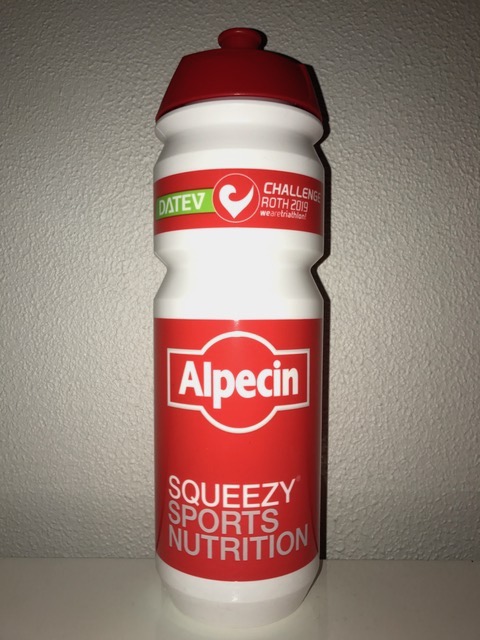 DATEV
CHALLENGE
ROTH 2019
wearetriathlon!
Alpecin
SQUEEZY®
SPORTS
NUTRITION